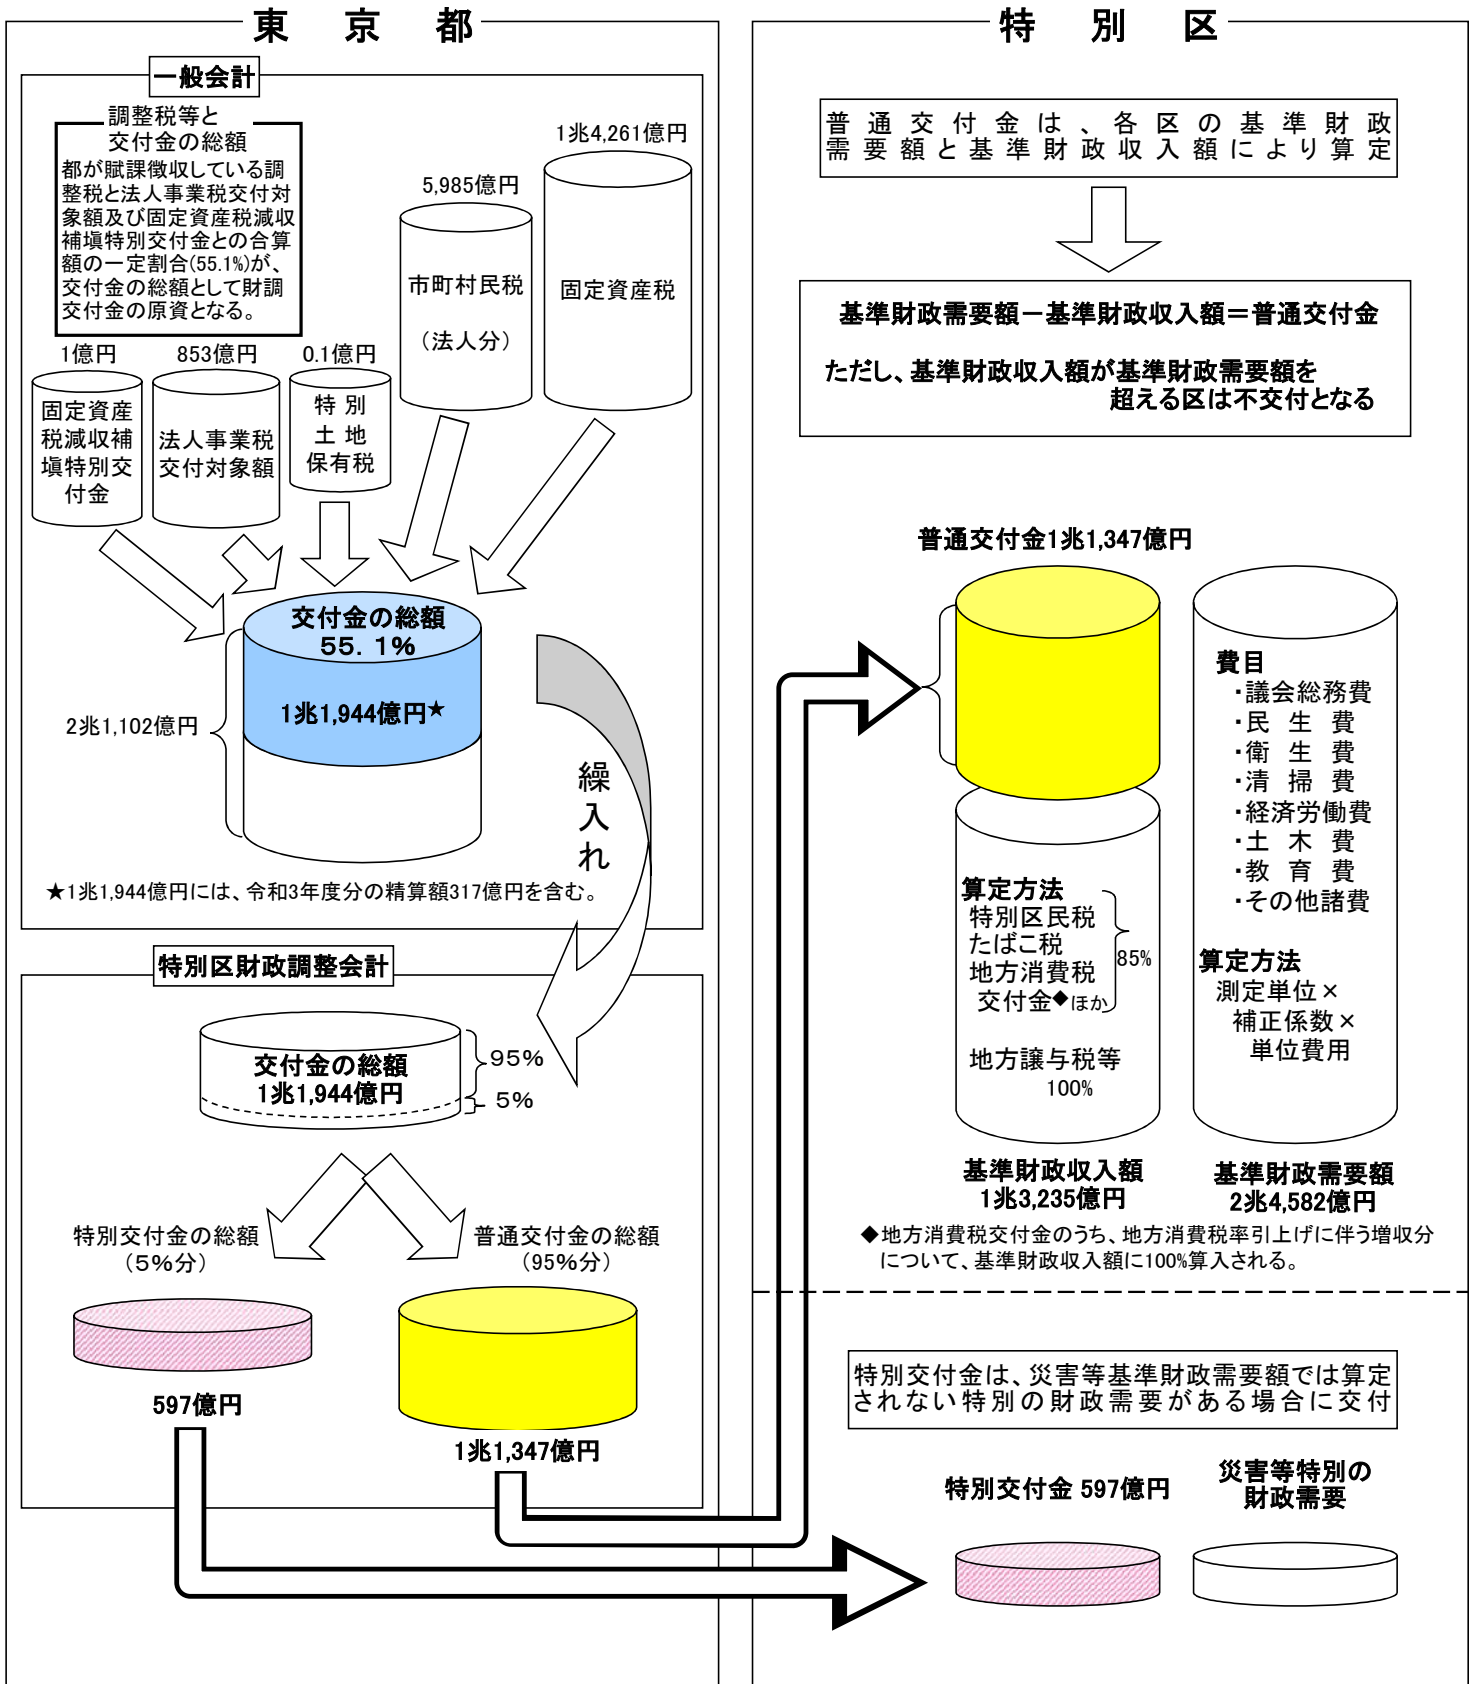 東京都
一般会計
調整税等と
交付金の総額
都が賦課徴収している調
整税と法人事業税交付対
象額及び固定資産税減収
補塡特別交付金との合算
額の一定割合(55.1%)が、
交付金の総額として財調
交付金の原資となる。
1億円
固定資産
税減収補
塡特別交
付金
853億円
法人事業税
交付対象額
0.1億円
特別
土地
保有税
5,985億円
市町村民税
（法人分）
1兆4,261億円
固定資産税
交付金の総額
55．1%
1兆1,944億円★
2兆1,102億円
繰入れ
★1兆1,944億円には、令和3年度分の精算額317億円を含む。
特別区財政調整会計
交付金の総額
1兆1,944億円
95%
5%
特別交付金の総額
（5%分）
597億円
普通交付金の総額
（95%分）
1兆1,347億円
特別区
普通交付金は、各区の基準財政
需要額と基準財政収入額により算定
基準財政需要額－基準財政収入額＝普通交付金
ただし、基準財政収入額が基準財政需要額を
超える区は不交付となる
普通交付金1兆1,347億円
算定方法
特別区民税
たばこ税
地方消費税
交付金◆ほか
85%
地方譲与税等
100%
基準財政収入額
1兆3,235億円
費目
・議会総務費
・民生費
・衛生費
・清掃費
・経済労働費
・土木費
・教育費
・その他諸費
算定方法
測定単位×
補正係数×
単位費用
基準財政需要額
2兆4,582億円
◆地方消費税交付金のうち、地方消費税率引上げに伴う増収分
について、基準財政収入額に100%算入される。
特別交付金は、災害等基準財政需要額では算定
されない特別の財政需要がある場合に交付
特別交付金 597億円
災害等特別の
財政需要